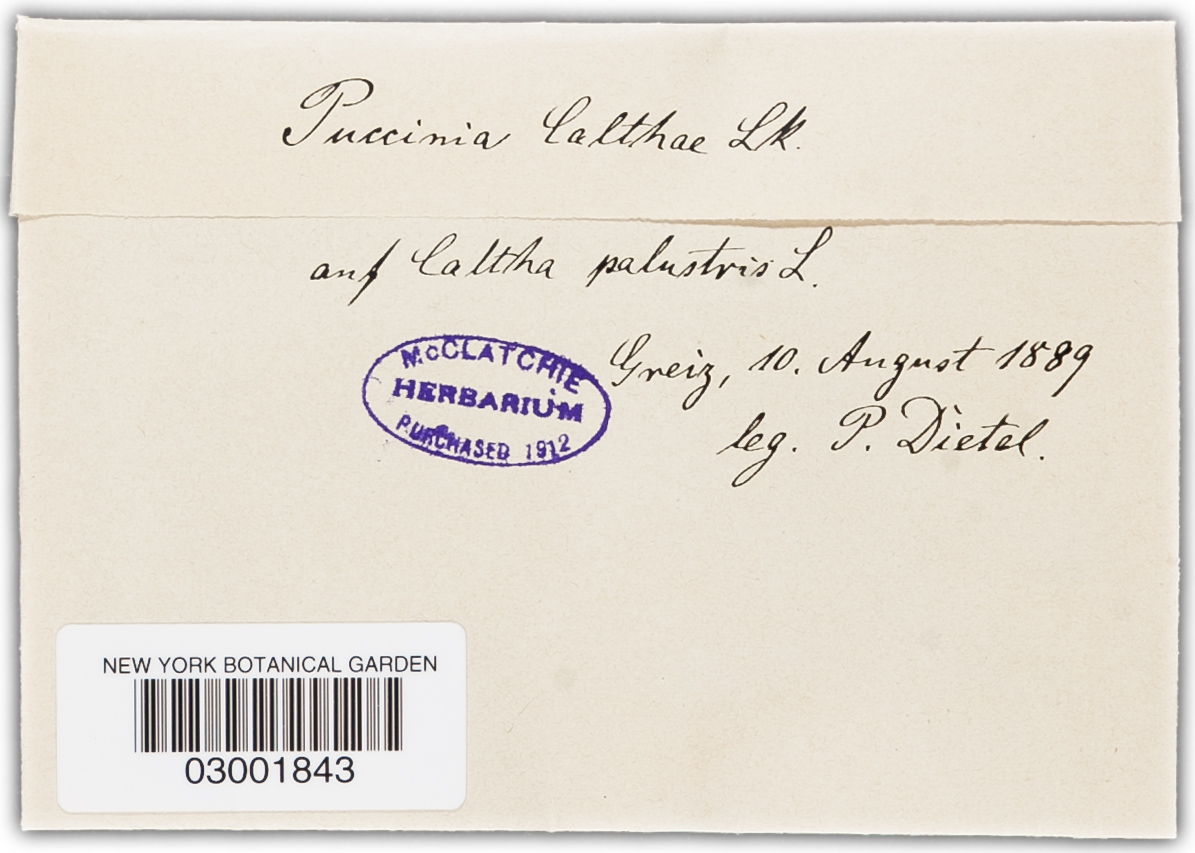 Puccinia Calthae Lk.
auf Caltha palustris L.
Greiz, 10. August 1889
leg. P. Dietel.
McCLATCHIE
HERBARIUM
PURCHASED 1912
NEW YORK BOTANICAL GARDEN
03001843